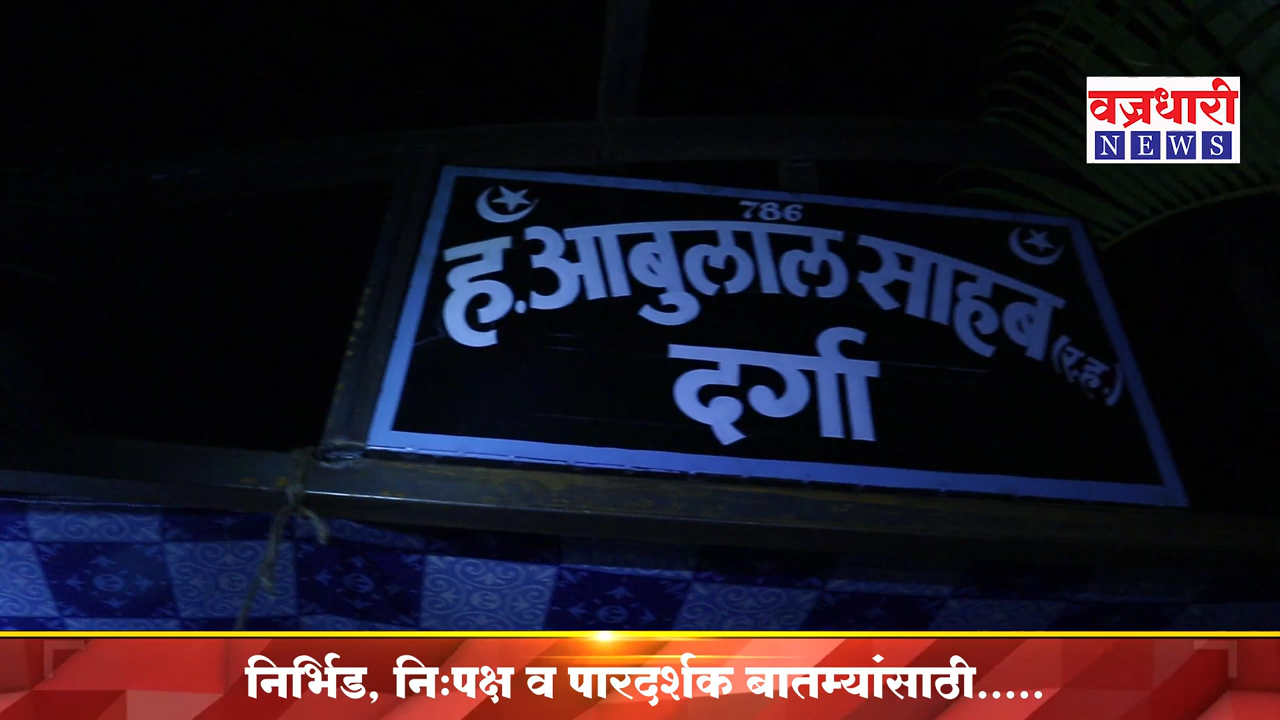 वज्रधारी
NEWS
786
ह. आबुलाल साहब (र.ह.)
दर्गा
निर्भिड, निःपक्ष व पारदर्शक बातम्यांसाठी.....